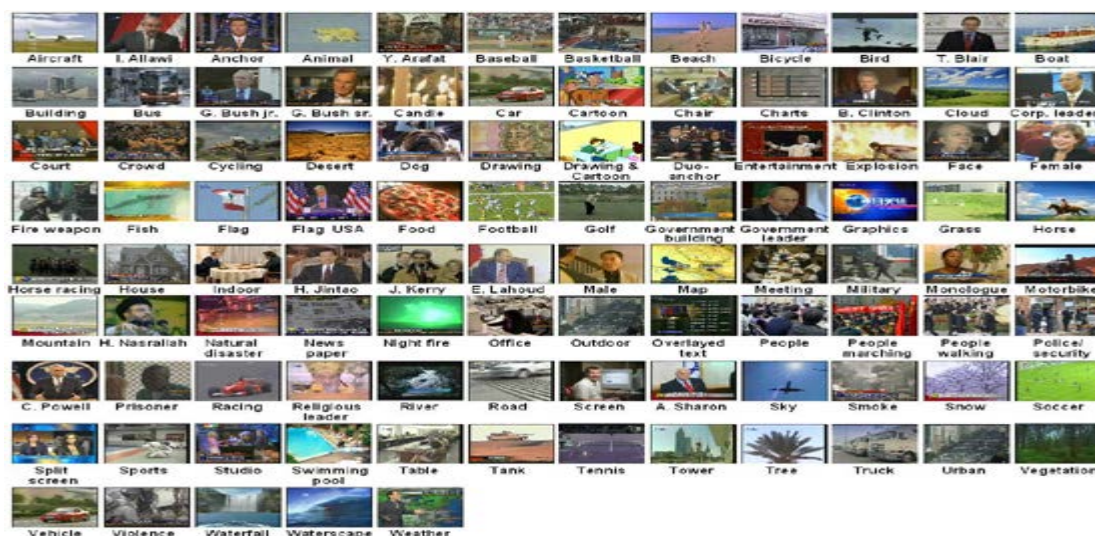 Aircraft I. Allawi Anchor Animal Y. Arafat Baseball Basketball Beach Bicycle Bird T. Blair Boat
Building Bus G. Bush jr. G. Bush sr. Candle Car Cartoon Chair Charts B. Clinton Cloud Corp. leader
Court Crowd Cycling Desert Dog Drawing Drawing & Duo- Entertainment Explosion Face Female
Cartoon anchor
Fire weapon Fish Flag Flag USA Food Football Golf Government Government Graphics Grass Horse
building leader
Horse racing House Indoor H. Jintao J. Kerry E. Lahoud Male Map Meeting Military Monologue Motorbike
Mountain H. Nasrallah Natural News Night fire Office Outdoor Overlayed People People People Police/
disaster paper text marching walking security
C. Powell Prisoner Racing Religious River Road Screen A. Sharon Sky Smoke Snow Soccer
leader
Split Sports Studio Swimming Table Tank Tennis Tower Tree Truck Urban Vegetation
screen pool
Vehicle Violence Waterfall Waterscape Weather